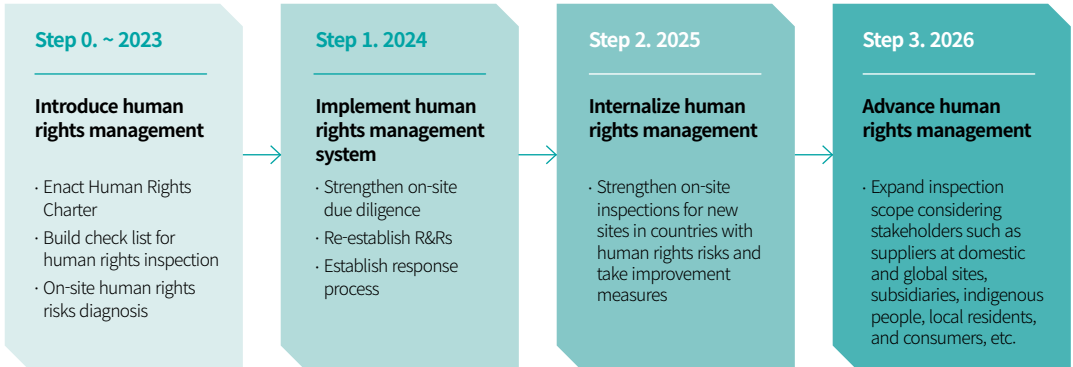 Step 0. ~ 2023
Introduce human
rights management
· Enact Human Rights
Charter
· Build check list for
human rights inspection
· On-site human rights
risks diagnosis
Step 1. 2024
Implement human
rights management
system
· Strengthen on-site
due diligence
· Re-establish R&Rs
· Establish response
process
Step 2. 2025
Internalize human
rights management
· Strengthen on-site
inspections for new
sites in countries with
human rights risks and
take improvement
measures
Step 3. 2026
Advance human
rights management
· Expand inspection
scope considering
stakeholders such as
suppliers at domestic
and global sites,
subsidiaries, indigenous
people, local residents,
and consumers, etc.